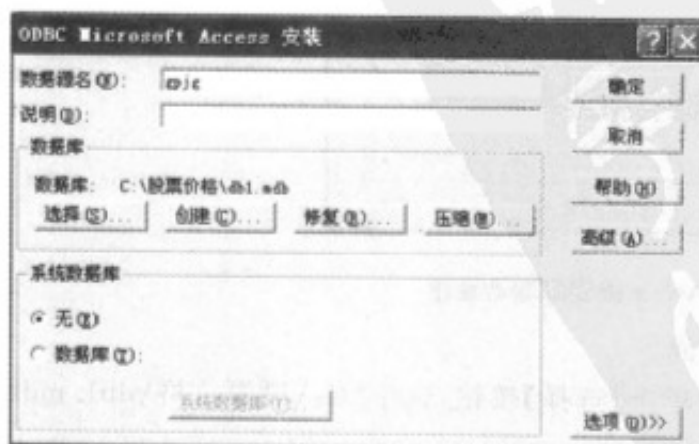 ODBC Microsoft Access 安装
数据源名(N):
说明(D):
数据库
数据库: C:\股票价格\db1.mdb
选择(S)...
创建(C)...
修复(R)...
压缩(M)...
系统数据库
无(E)
数据库(T):
系统数据库(Y)...
确定
取消
帮助(H)
高级(A)...
选项(O)>>